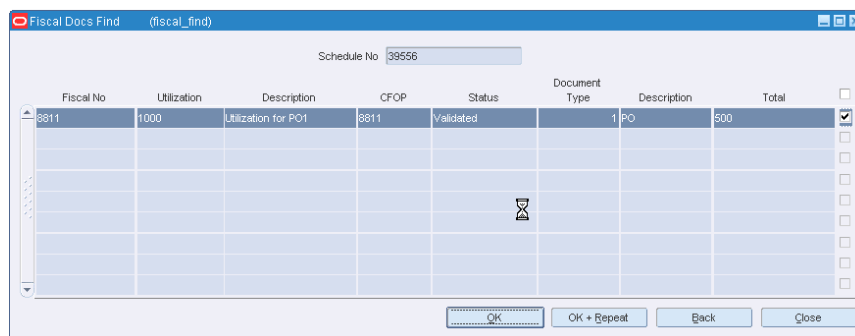 Fiscal Docs Find (fiscal_find)
Schedule No 39556
Document
Fiscal No Utilization Description CFOP Status Type Description Total
8811 1000 Utilization for PO1 8811 Validated 1 PO 500
OK OK + Repeat Back Close